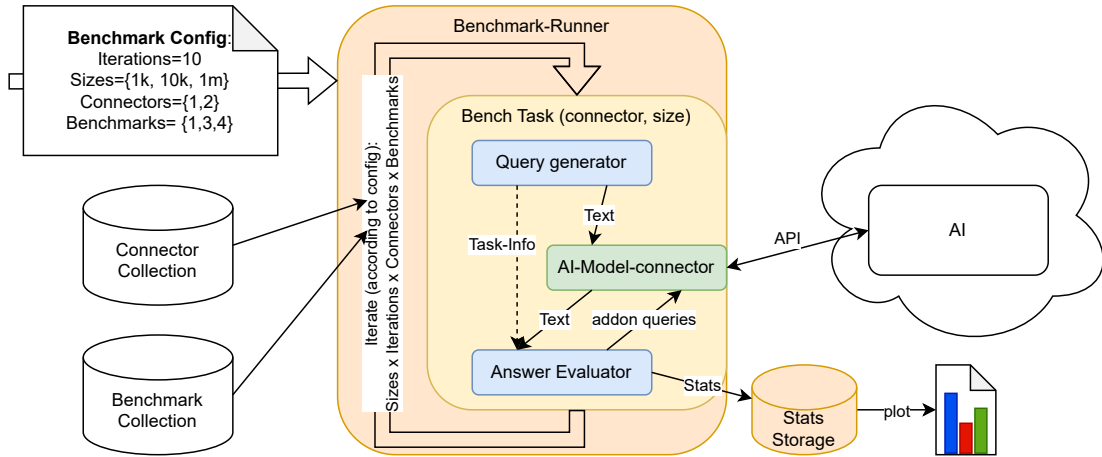 Benchmark Config:
Iterations=10
Sizes={1k, 10k, 1m}
Connectors={1,2}
Benchmarks= {1,3,4}
Connector
Collection
Benchmark
Collection
Benchmark-Runner
Iterate (according to config):
Sizes x Iterations x Connectors x Benchmarks
Bench Task (connector, size)
Query generator
Text
Task-Info
AI-Model-connector
Text
addon queries
Answer Evaluator
API
AI
Stats
Stats
Storage
plot